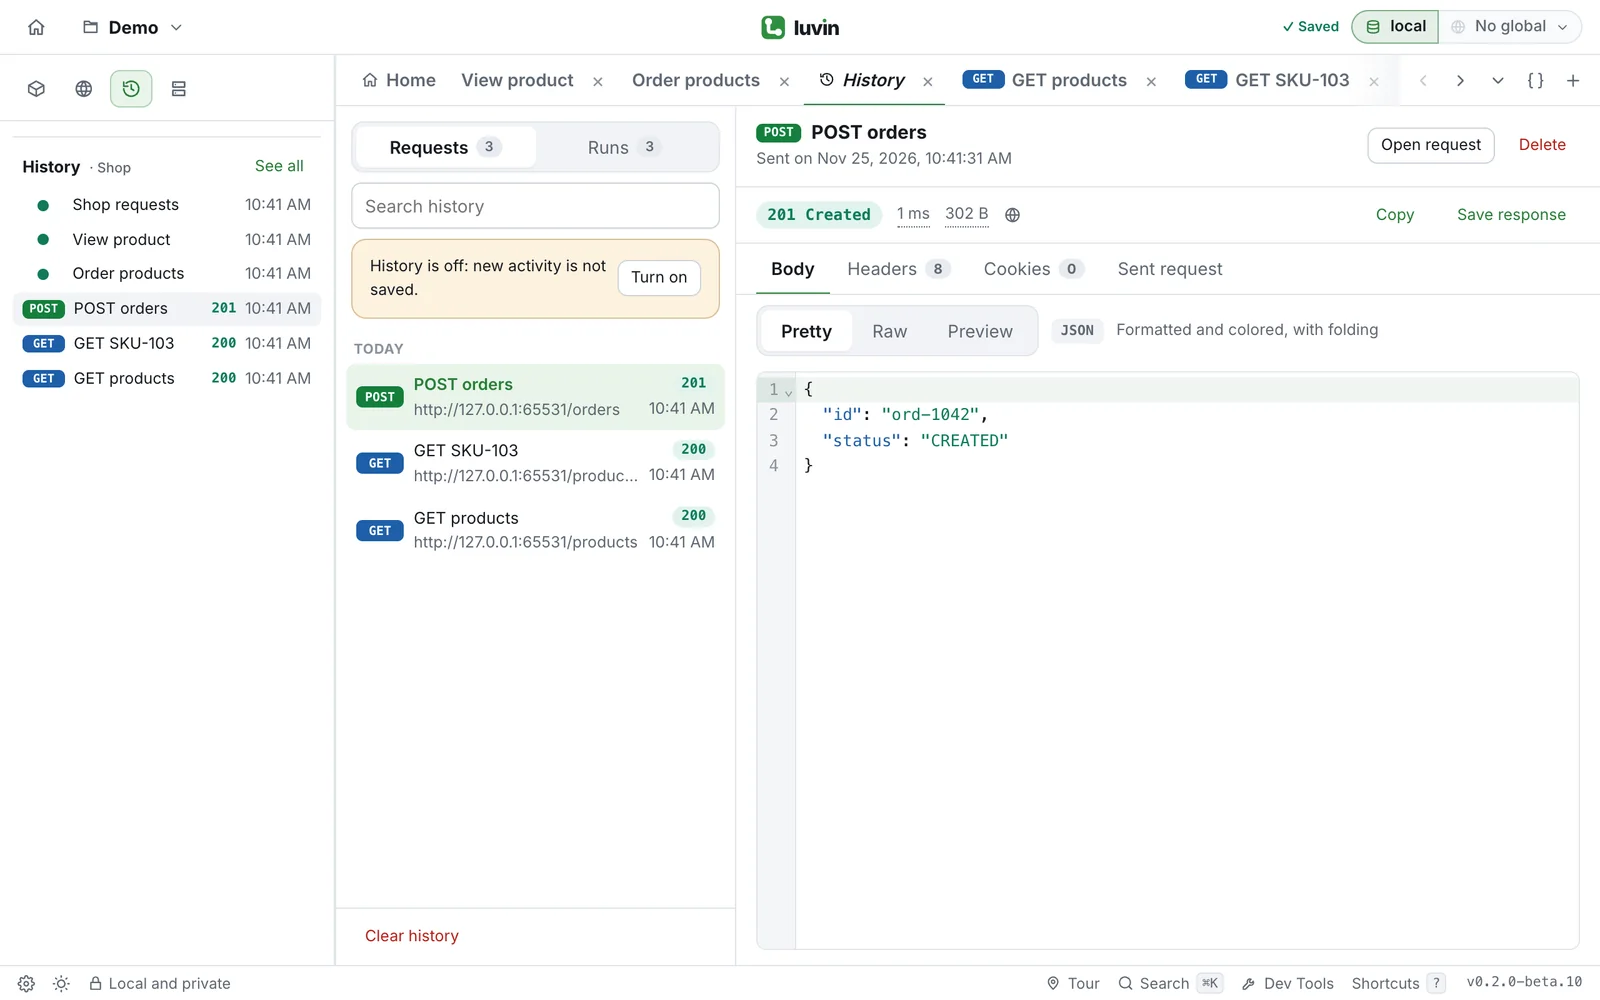 Demo
luvin
Saved
local
No global
History · Shop
See all
Shop requests 10:41 AM
View product 10:41 AM
Order products 10:41 AM
POST POST orders 201 10:41 AM
GET GET SKU-103 200 10:41 AM
GET GET products 200 10:41 AM
Home
View product
Order products
History
GET GET products
GET GET SKU-103
Requests 3
Runs 3
Search history
History is off: new activity is not
saved.
Turn on
TODAY
POST POST orders 201
http://127.0.0.1:65531/orders 10:41 AM
GET GET SKU-103 200
http://127.0.0.1:65531/produc... 10:41 AM
GET GET products 200
http://127.0.0.1:65531/products 10:41 AM
Clear history
POST POST orders
Sent on Nov 25, 2026, 10:41:31 AM
Open request
Delete
201 Created 1 ms 302 B
Copy
Save response
Body
Headers 8
Cookies 0
Sent request
Pretty
Raw
Preview
JSON
Formatted and colored, with folding
1 {
2 "id": "ord-1042",
3 "status": "CREATED"
4 }
Local and private
Tour
Search ⌘K
Dev Tools
Shortcuts ?
v0.2.0-beta.10